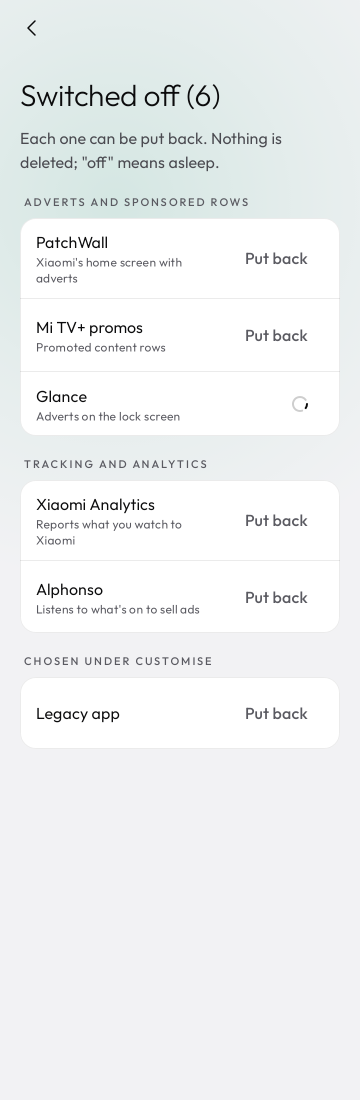 Switched off (6)
Each one can be put back. Nothing is
deleted; "off" means asleep.
ADVERTS AND SPONSORED ROWS
PatchWall
Xiaomi's home screen with
adverts
Put back
Mi TV+ promos
Promoted content rows
Put back
Glance
Adverts on the lock screen
TRACKING AND ANALYTICS
Xiaomi Analytics
Reports what you watch to
Xiaomi
Put back
Alphonso
Listens to what's on to sell ads
Put back
CHOSEN UNDER CUSTOMISE
Legacy app
Put back